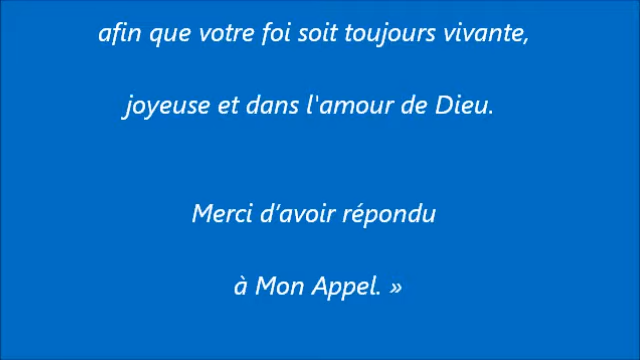 afin que votre foi soit toujours vivante,
joyeuse et dans l'amour de Dieu.
Merci d’avoir répondu
à Mon Appel. »